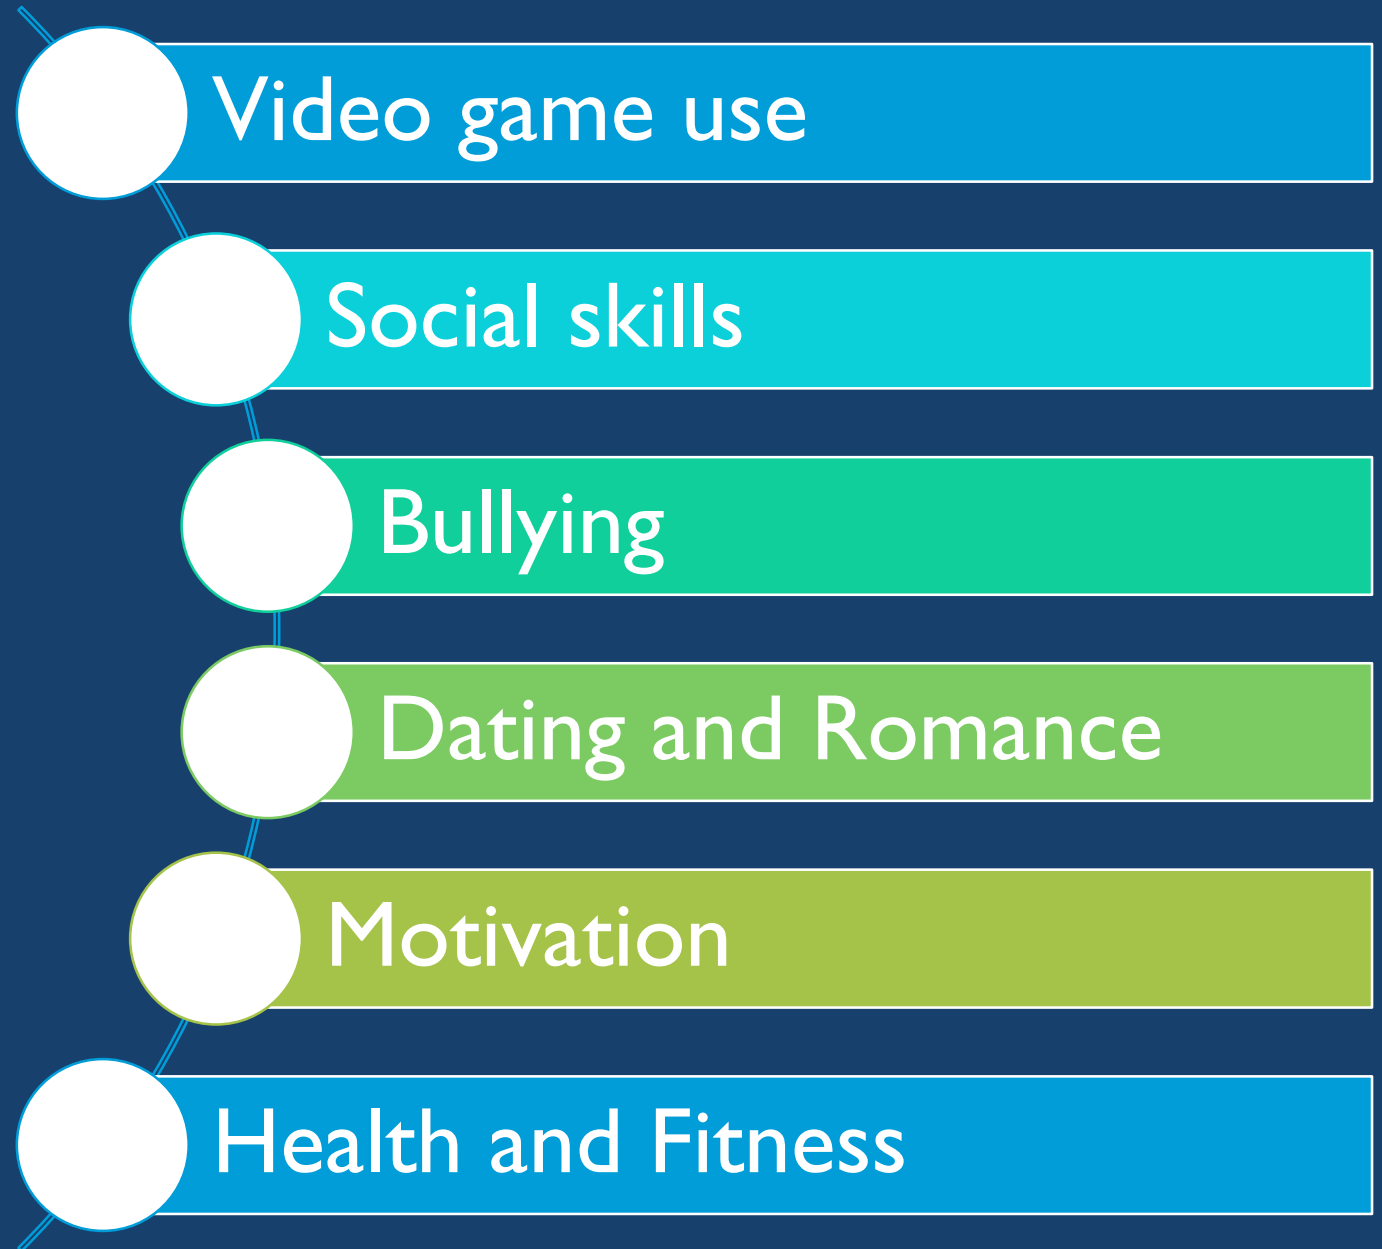 Video game use
Social skills
Bullying
Dating and Romance
Motivation
Health and Fitness